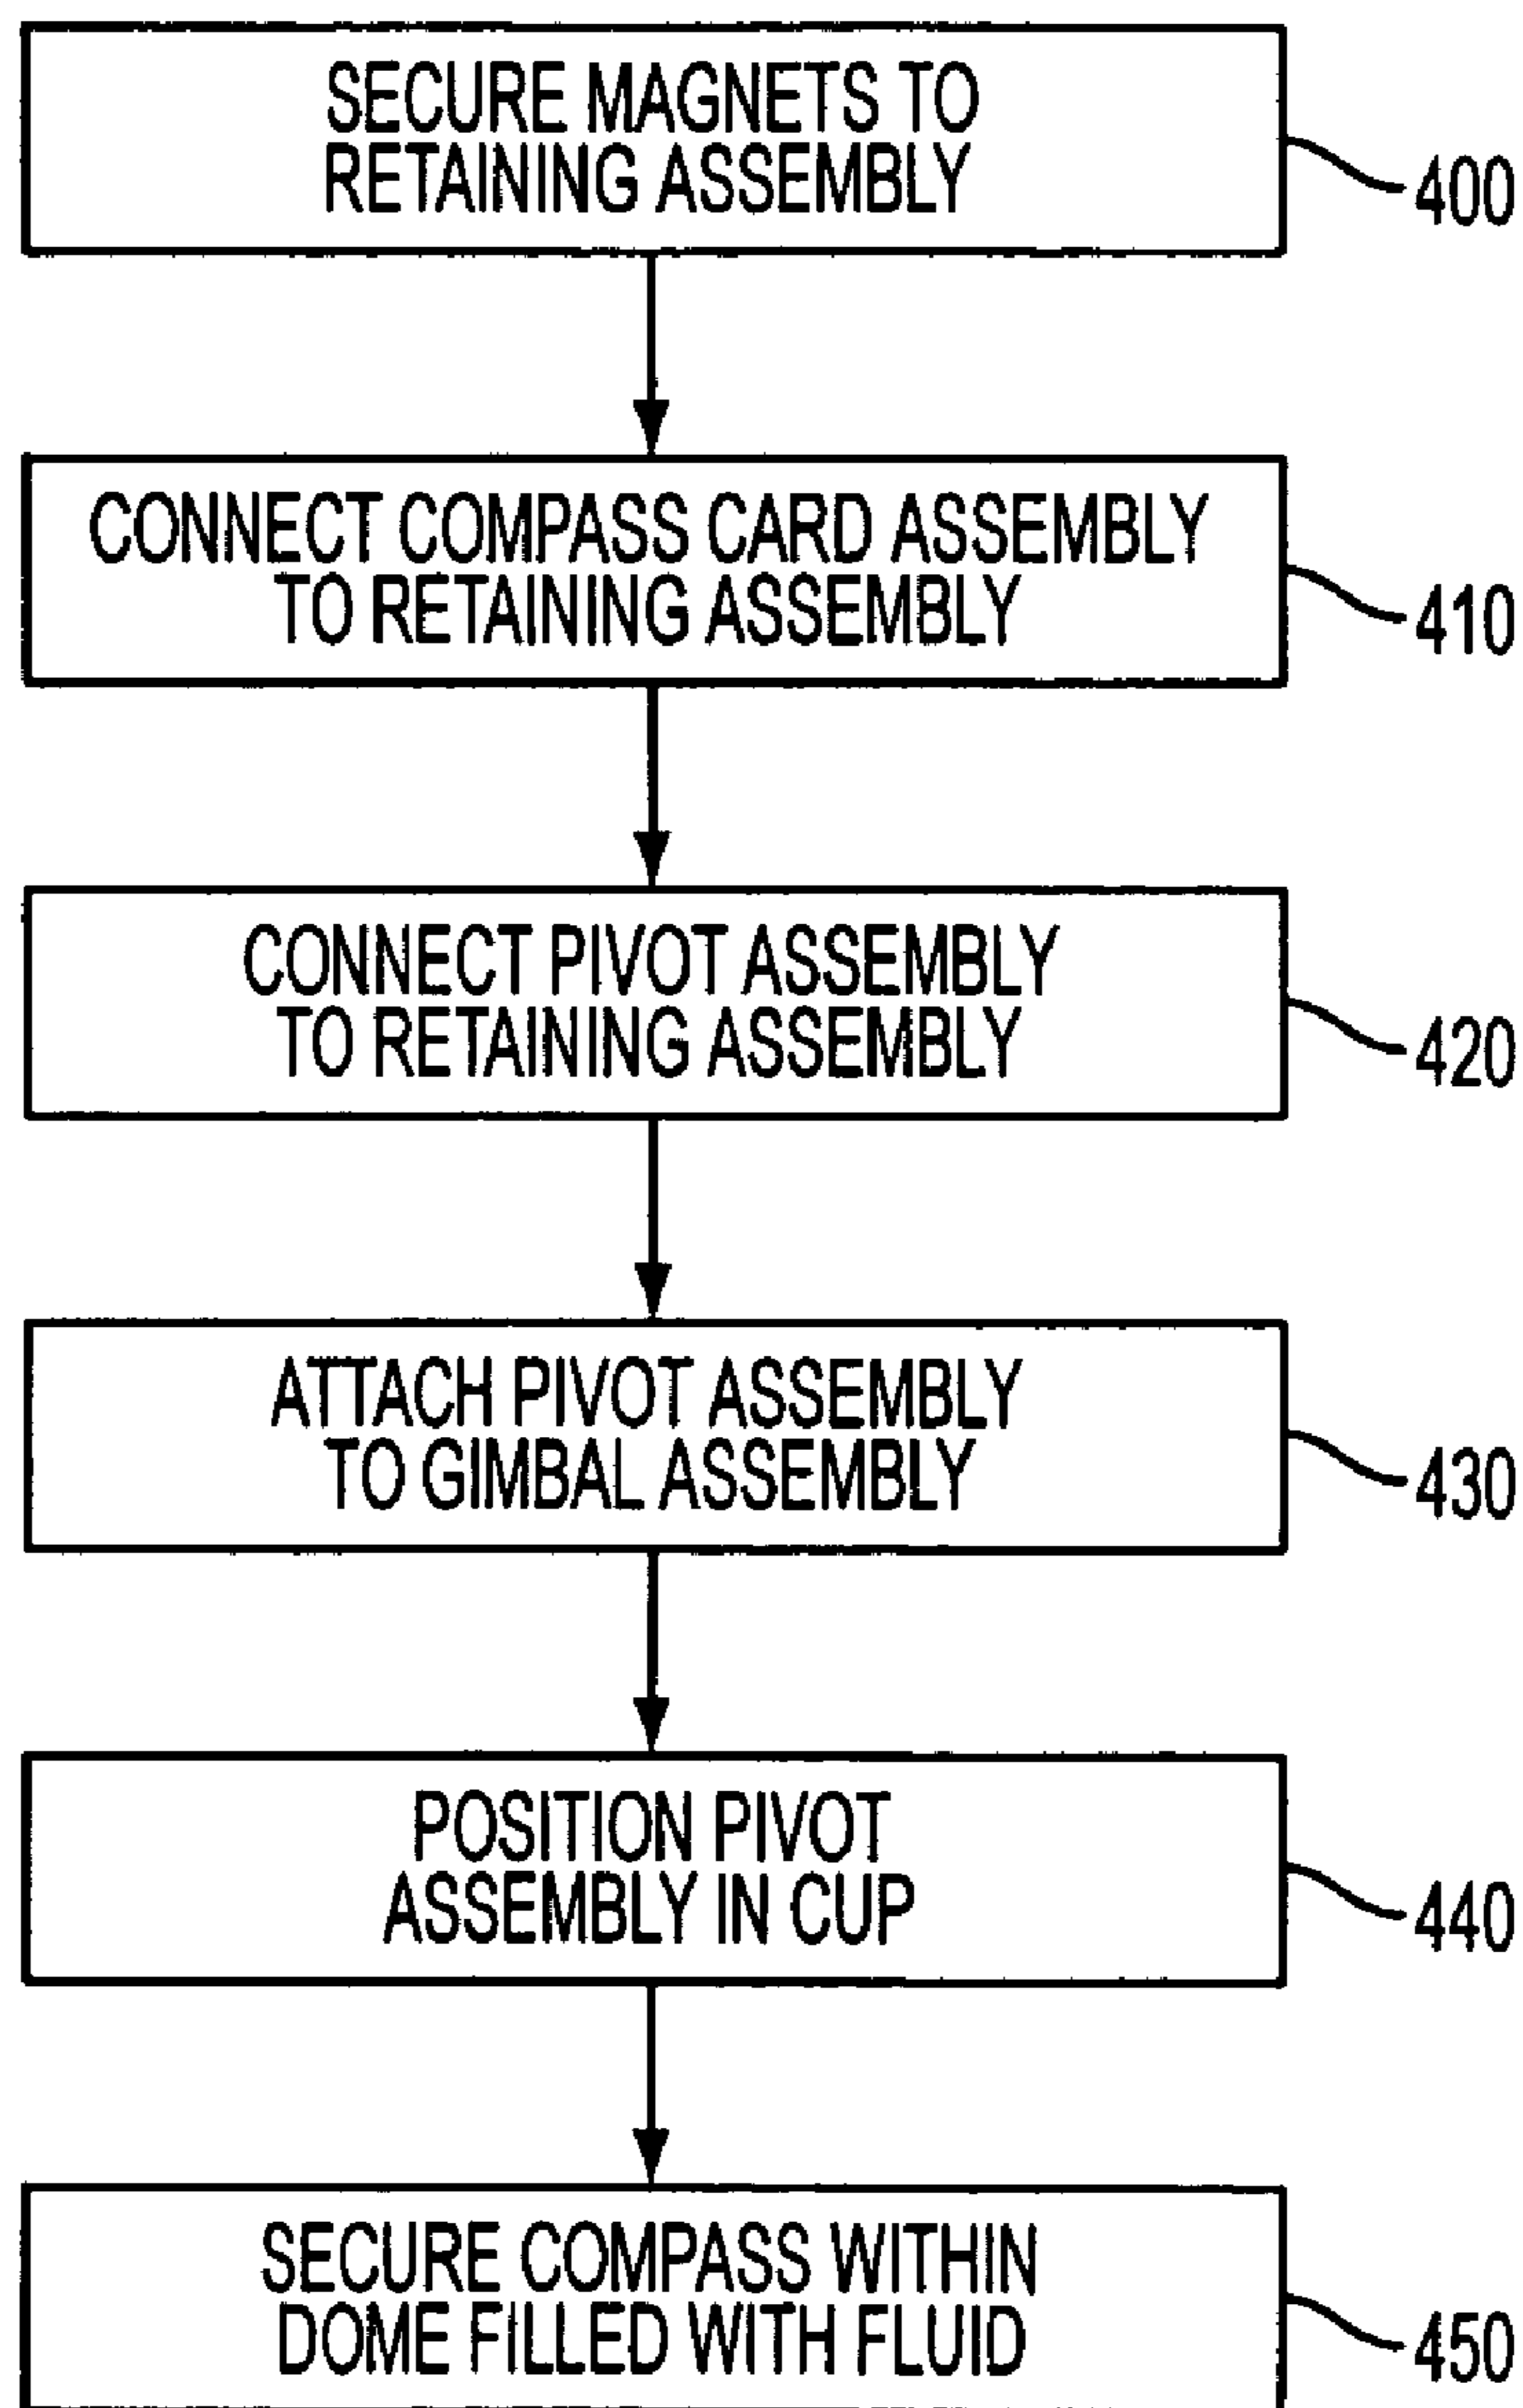 SECURE MAGNETS TO
RETAINING ASSEMBLY
400
CONNECT COMPASS CARD ASSEMBLY
TO RETAINING ASSEMBLY
410
CONNECT PIVOT ASSEMBLY
TO RETAINING ASSEMBLY
420
ATTACH PIVOT ASSEMBLY
TO GIMBAL ASSEMBLY
430
POSITION PIVOT
ASSEMBLY IN CUP
440
SECURE COMPASS WITHIN
DOME FILLED WITH FLUID
450